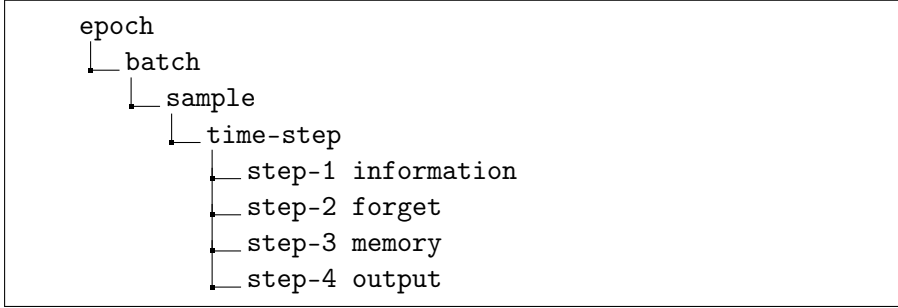 epoch
batch
sample
time-step
step-1 information
step-2 forget
step-3 memory
step-4 output